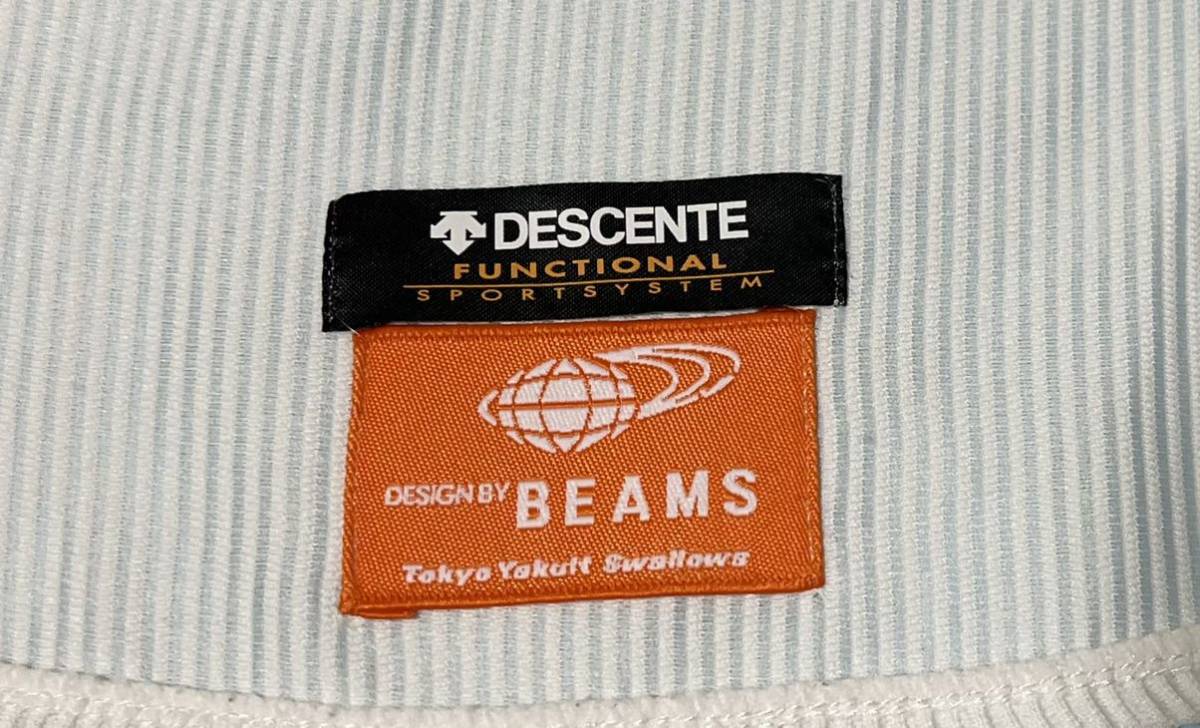 DESCENTE
FUNCTIONAL
SPORTSYSTEM
DESIGN BY BEAMS
Tokyo Yakult Swallows